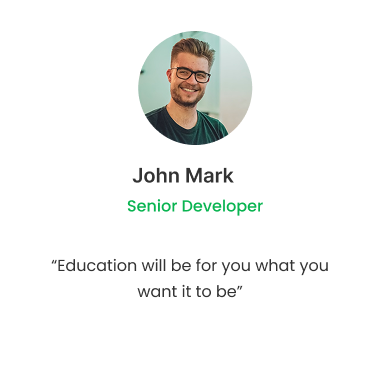 John Mark
Senior Developer
“Education will be for you what you
want it to be”